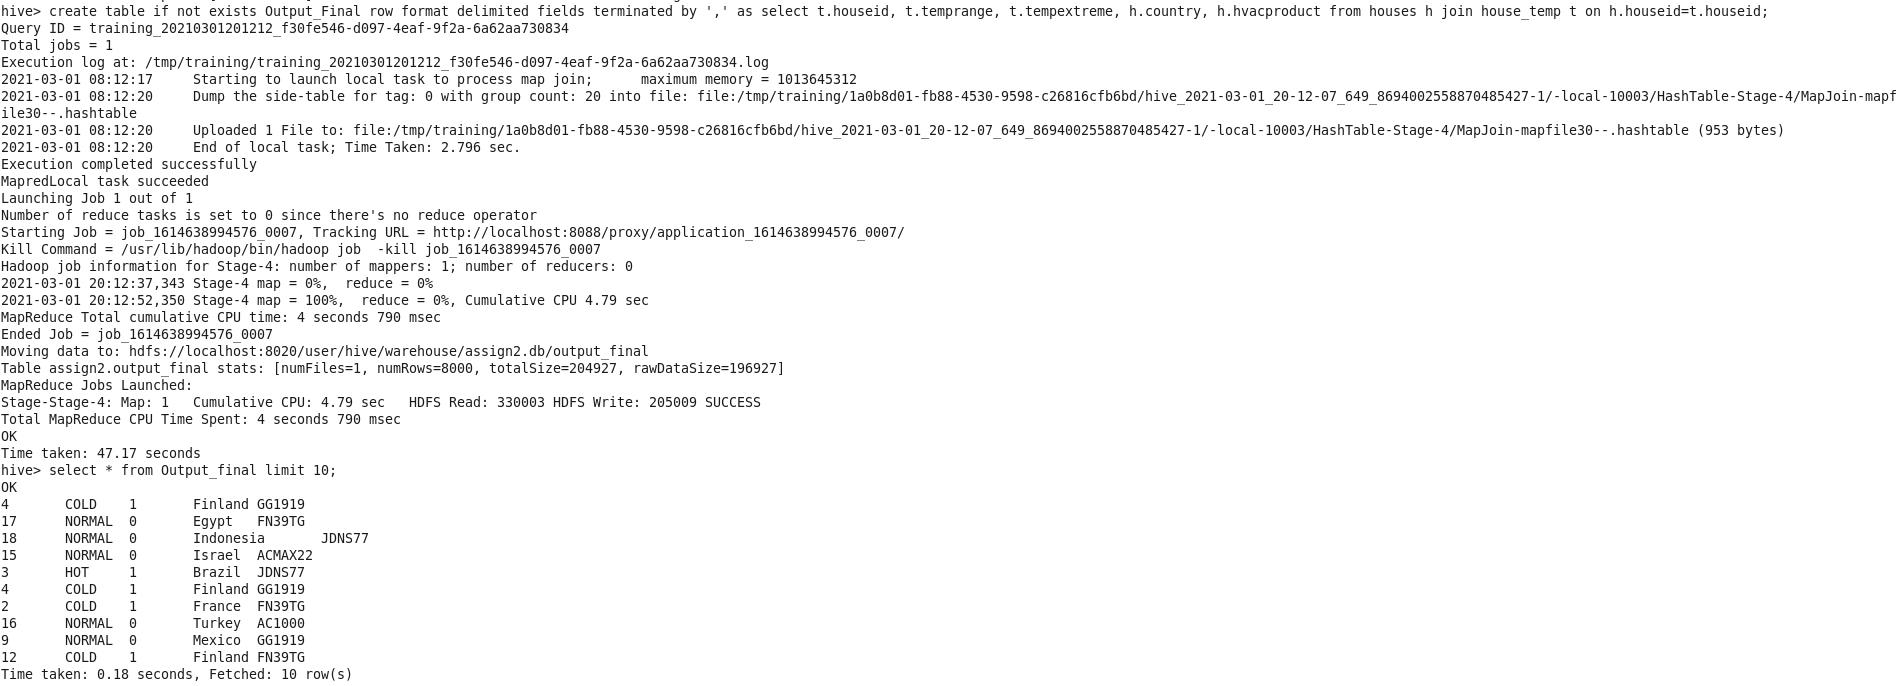 hive> create table if not exists Output_Final row format delimited fields terminated by ',' as select t.houseid, t.temprange, t.tempextreme, h.country, h.hvacproduct from houses h join house_temp t on h.houseid=t.houseid;
Query ID = training_20210301201212_f30fe546-d097-4eaf-9f2a-6a62aa730834
Total jobs = 1
Execution log at: /tmp/training/training_20210301201212_f30fe546-d097-4eaf-9f2a-6a62aa730834.log
2021-03-01 08:12:17     Starting to launch local task to process map join;      maximum memory = 1013645312
2021-03-01 08:12:20     Dump the side-table for tag: 0 with group count: 20 into file: file:/tmp/training/1a0b8d01-fb88-4530-9598-c26816cfb6bd/hive_2021-03-01_20-12-07_649_8694002558870485427-1/-local-10003/HashTable-Stage-4/MapJoin-mapf
ile30--.hashtable
2021-03-01 08:12:20     Uploaded 1 File to: file:/tmp/training/1a0b8d01-fb88-4530-9598-c26816cfb6bd/hive_2021-03-01_20-12-07_649_8694002558870485427-1/-local-10003/HashTable-Stage-4/MapJoin-mapfile30--.hashtable (953 bytes)
2021-03-01 08:12:20     End of local task; Time Taken: 2.796 sec.
Execution completed successfully
MapredLocal task succeeded
Launching Job 1 out of 1
Number of reduce tasks is set to 0 since there's no reduce operator
Starting Job = job_1614638994576_0007, Tracking URL = http://localhost:8088/proxy/application_1614638994576_0007/
Kill Command = /usr/lib/hadoop/bin/hadoop job  -kill job_1614638994576_0007
Hadoop job information for Stage-4: number of mappers: 1; number of reducers: 0
2021-03-01 20:12:37,343 Stage-4 map = 0%,  reduce = 0%
2021-03-01 20:12:52,350 Stage-4 map = 100%,  reduce = 0%, Cumulative CPU 4.79 sec
MapReduce Total cumulative CPU time: 4 seconds 790 msec
Ended Job = job_1614638994576_0007
Moving data to: hdfs://localhost:8020/user/hive/warehouse/assign2.db/output_final
Table assign2.output_final stats: [numFiles=1, numRows=8000, totalSize=204927, rawDataSize=196927]
MapReduce Jobs Launched:
Stage-Stage-4: Map: 1   Cumulative CPU: 4.79 sec   HDFS Read: 330003 HDFS Write: 205009 SUCCESS
Total MapReduce CPU Time Spent: 4 seconds 790 msec
OK
Time taken: 47.17 seconds
hive> select * from Output_final limit 10;
OK
4       COLD    1       Finland GG1919
17      NORMAL  0       Egypt   FN39TG
18      NORMAL  0       Indonesia       JDNS77
15      NORMAL  0       Israel  ACMAX22
3       HOT     1       Brazil  JDNS77
4       COLD    1       Finland GG1919
2       COLD    1       France  FN39TG
16      NORMAL  0       Turkey  AC1000
9       NORMAL  0       Mexico  GG1919
12      COLD    1       Finland FN39TG
Time taken: 0.18 seconds, Fetched: 10 row(s)